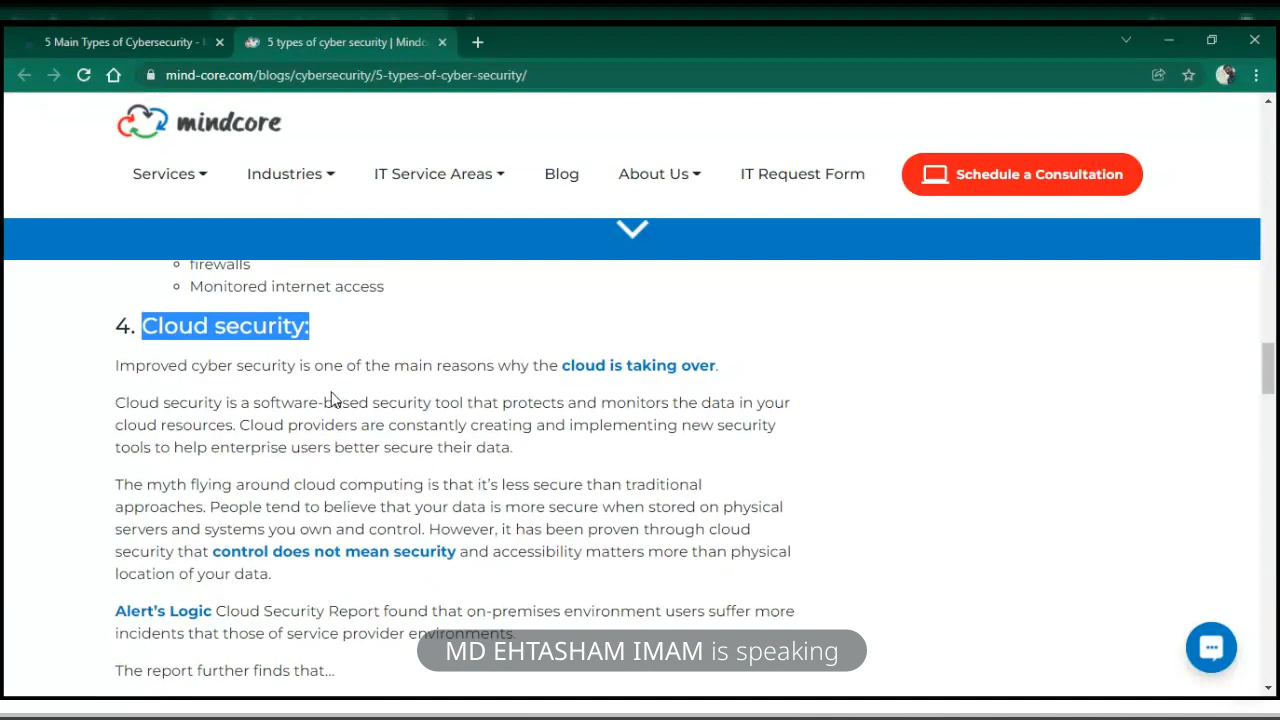 5 Main Types of Cybersecurity -
5 types of cyber security | Mindc
mind-core.com/blogs/cybersecurity/5-types-of-cyber-security/
mindcore
Services
Industries
IT Service Areas
Blog
About Us
IT Request Form
Schedule a Consultation
firewalls
Monitored internet access
4. Cloud security:
Improved cyber security is one of the main reasons why the cloud is taking over.
Cloud security is a software-based security tool that protects and monitors the data in your
cloud resources. Cloud providers are constantly creating and implementing new security
tools to help enterprise users better secure their data.
The myth flying around cloud computing is that it's less secure than traditional
approaches. People tend to believe that your data is more secure when stored on physical
servers and systems you own and control. However, it has been proven through cloud
security that control does not mean security and accessibility matters more than physical
location of your data.
Alert's Logic Cloud Security Report found that on-premises environment users suffer more
incidents that those of service provider environments.
MD EHTASHAM IMAM is speaking
The report further finds that...